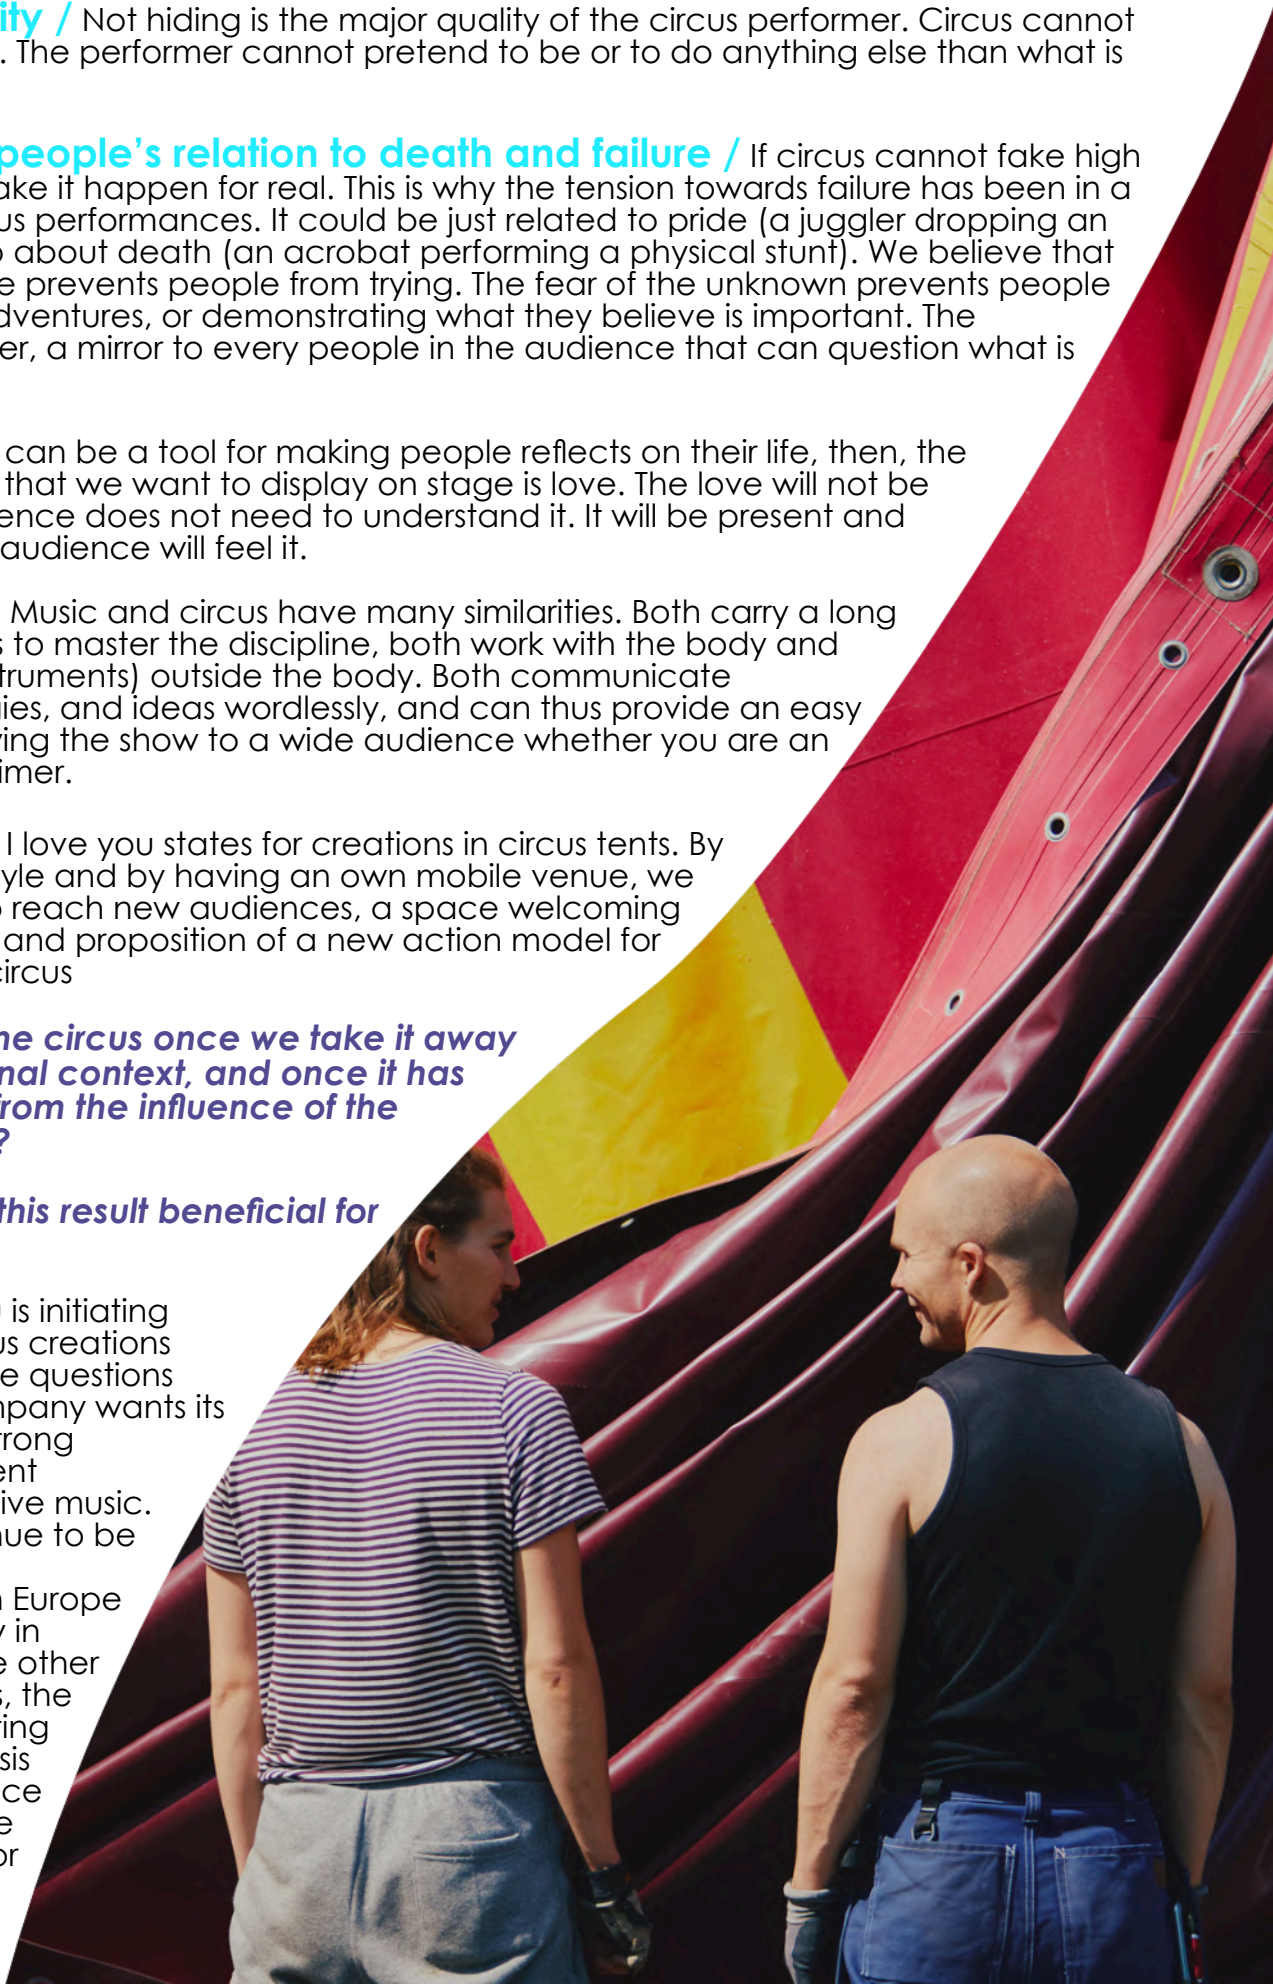 ity / Not hiding is the major quality of the circus performer. Circus cannot
. The performer cannot pretend to be or to do anything else than what is
people's relation to death and failure / If circus cannot fake high
ake it happen for real. This is why the tension towards failure has been in a
us performances. It could be just related to pride (a juggler dropping an
o about death (an acrobat performing a physical stunt). We believe that
e prevents people from trying. The fear of the unknown prevents people
dventures, or demonstrating what they believe is important. The
er, a mirror to every people in the audience that can question what is
can be a tool for making people reflects on their life, then, the
that we want to display on stage is love. The love will not be
ence does not need to understand it. It will be present and
audience will feel it.
Music and circus have many similarities. Both carry a long
s to master the discipline, both work with the body and
truments) outside the body. Both communicate
gies, and ideas wordlessly, and can thus provide an easy
ying the show to a wide audience whether you are an
imer.
I love you states for creations in circus tents. By
yle and by having an own mobile venue, we
o reach new audiences, a space welcoming
and proposition of a new action model for
circus
he circus once we take it away
nal context, and once it has
from the influence of the
?
this result beneficial for
u is initiating
us creations
e questions
mpany wants its
trong
ent
live music.
nue to be
n Europe
y in
e other
s, the
ring
sis
ce
e
or